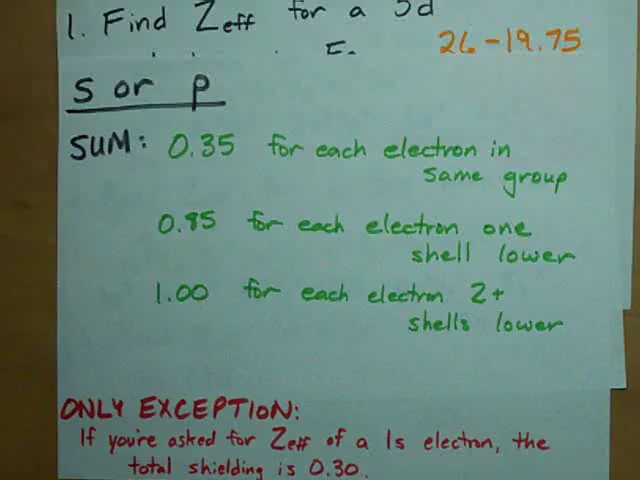 1. Find Zeff for a 3d
26-19.75
s or p
SUM: 0.35 for each electron in
same group
0.85 for each electron one
shell lower
1.00 for each electron 2+
shells lower
ONLY EXCEPTION:
If you're asked for Zeff of a 1s electron, the
total shielding is 0.30.